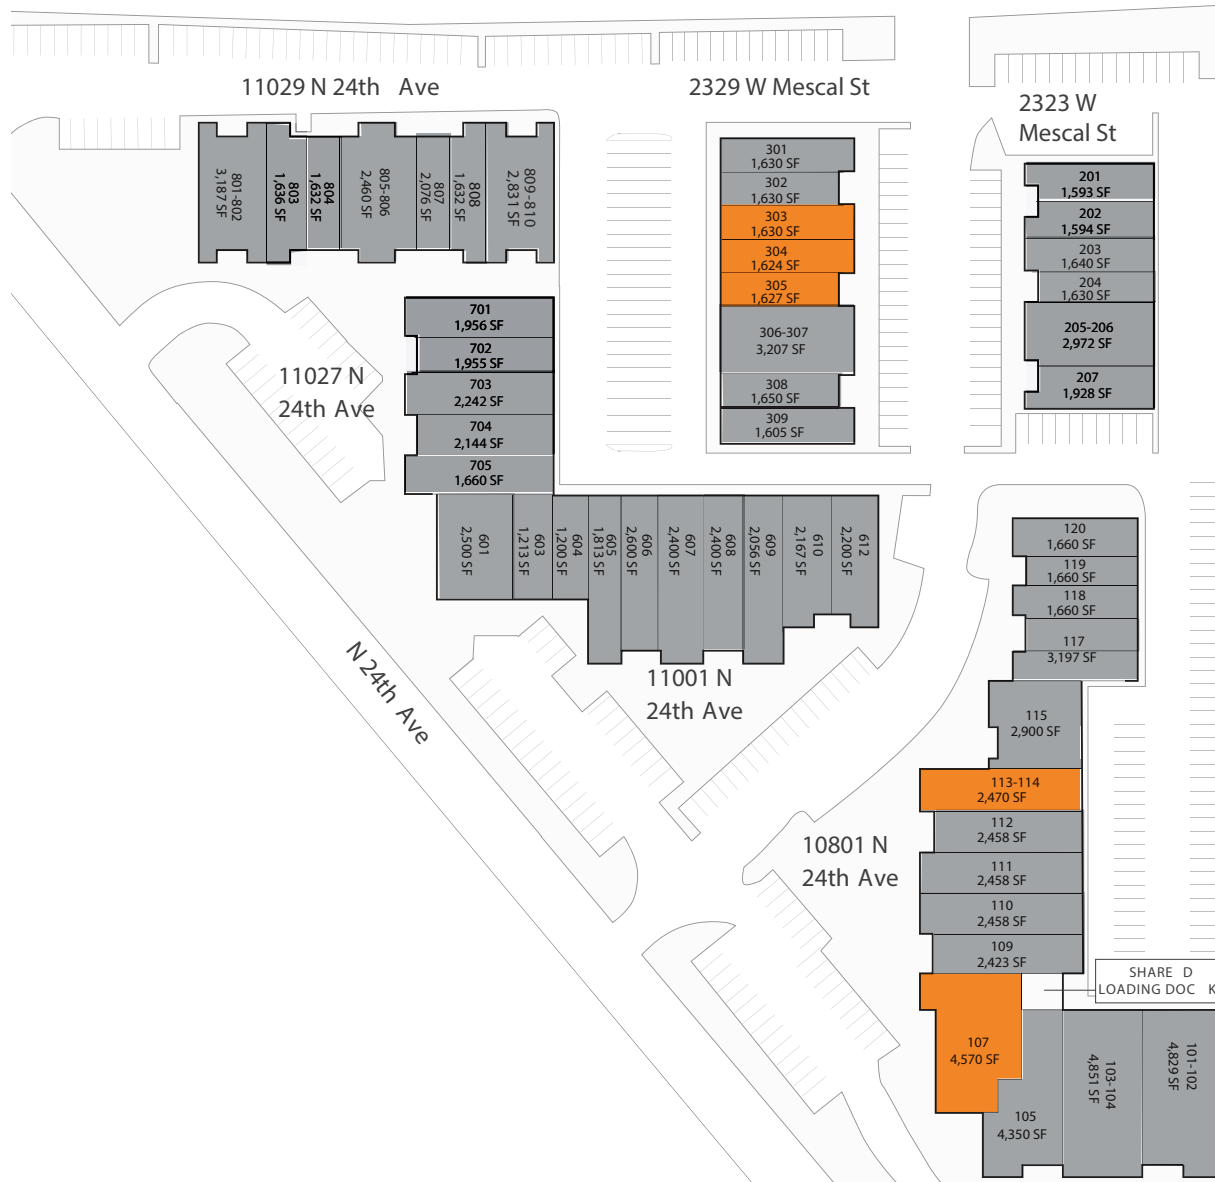 11029 N 24th Ave
2329 W Mescal St
2323 W
Mescal St
801-802
3,187 SF
803
1,636 SF
804
1,632 SF
805-806
2,460 SF
807
2,076 SF
808
1,632 SF
809-810
2,831 SF
301
1,630 SF
302
1,630 SF
303
1,630 SF
304
1,624 SF
305
1,627 SF
306-307
3,207 SF
308
1,650 SF
309
1,605 SF
201
1,593 SF
202
1,594 SF
203
1,640 SF
204
1,630 SF
205-206
2,972 SF
207
1,928 SF
11027 N
24th Ave
701
1,956 SF
702
1,955 SF
703
2,242 SF
704
2,144 SF
705
1,660 SF
601
2,500 SF
603
1,213 SF
604
1,200 SF
605
1,813 SF
606
2,600 SF
607
2,400 SF
608
2,400 SF
609
2,056 SF
610
2,167 SF
612
2,200 SF
11001 N
24th Ave
N 24th Ave
120
1,660 SF
119
1,660 SF
118
1,660 SF
117
3,197 SF
115
2,900 SF
113-114
2,470 SF
112
2,458 SF
111
2,458 SF
110
2,458 SF
109
2,423 SF
10801 N
24th Ave
SHARE D
LOADING DOC K
107
4,570 SF
105
4,350 SF
103-104
4,851 SF
101-102
4,829 SF